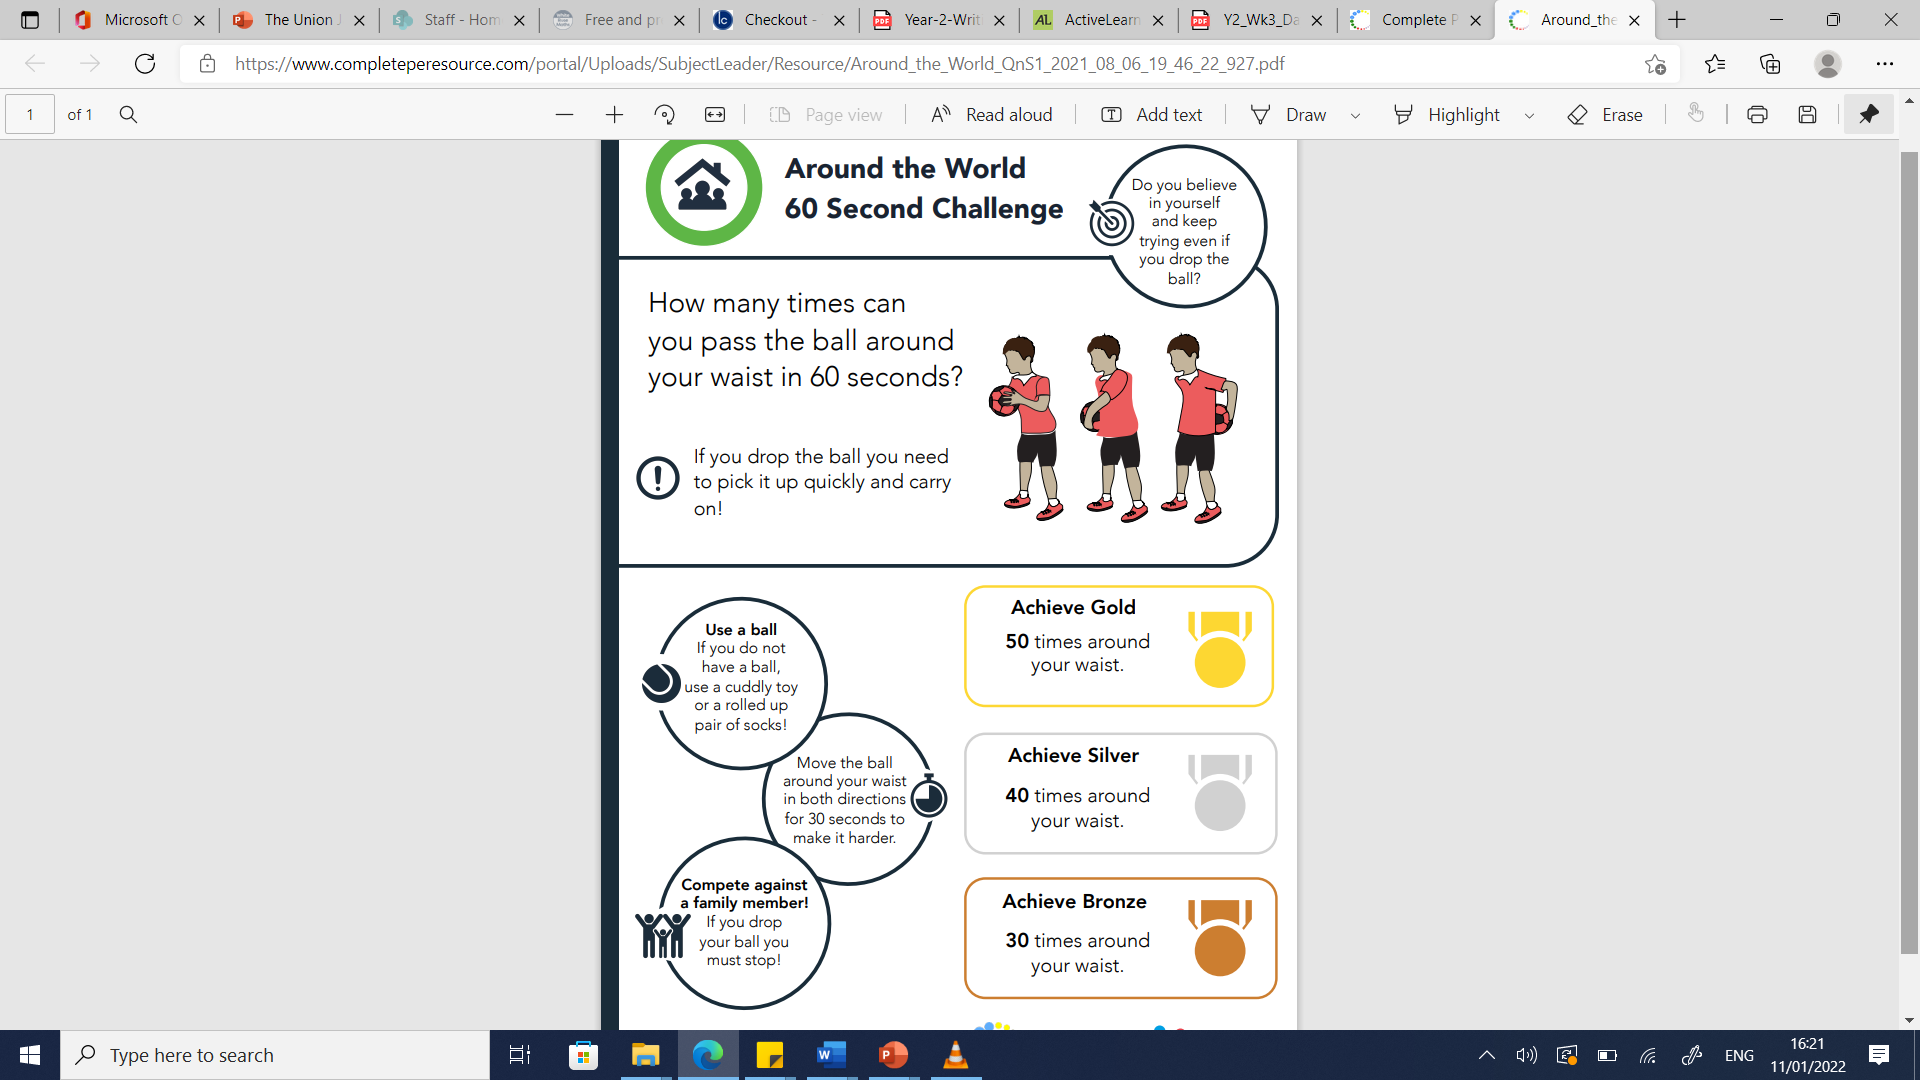 Microsoft O
The Union J
Staff - Hom
Free and pr
Checkout -
Year-2-Writ
ActiveLearn
Y2_Wk3_Da
Complete P
Around_the
https://www.completeperesource.com/portal/Uploads/SubjectLeader/Resource/Around_the_World_QnS1_2021_08_06_19_46_22_927.pdf
1 of 1
Page view
Read aloud
Add text
Draw
Highlight
Erase
Around the World
60 Second Challenge
Do you believe
in yourself
and keep
trying even if
you drop the
ball?
How many times can
you pass the ball around
your waist in 60 seconds?
If you drop the ball you need
to pick it up quickly and carry
on!
Use a ball
If you do not
have a ball,
use a cuddly toy
or a rolled up
pair of socks!
Move the ball
around your waist
in both directions
for 30 seconds to
make it harder.
Compete against
a family member!
If you drop
your ball you
must stop!
Achieve Gold
50 times around
your waist.
Achieve Silver
40 times around
your waist.
Achieve Bronze
30 times around
your waist.
Type here to search
ENG
16:21
11/01/2022